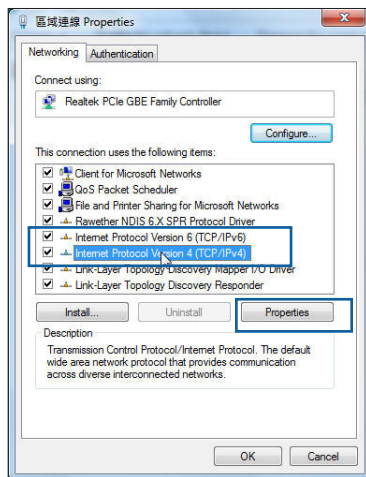 區域連線 Properties
Networking
Authentication
Connect using:
Realtek PCIe GBE Family Controller
Configure...
This connection uses the following items:
Client for Microsoft Networks
QoS Packet Scheduler
File and Printer Sharing for Microsoft Networks
Rawether NDIS 6.X SPR Protocol Driver
Internet Protocol Version 6 (TCP/IPv6)
Internet Protocol Version 4 (TCP/IPv4)
Link-Layer Topology Discovery Mapper I/O Driver
Link-Layer Topology Discovery Responder
Install...
Uninstall
Properties
Description
Transmission Control Protocol/Internet Protocol. The default
wide area network protocol that provides communication
across diverse interconnected networks.
OK
Cancel